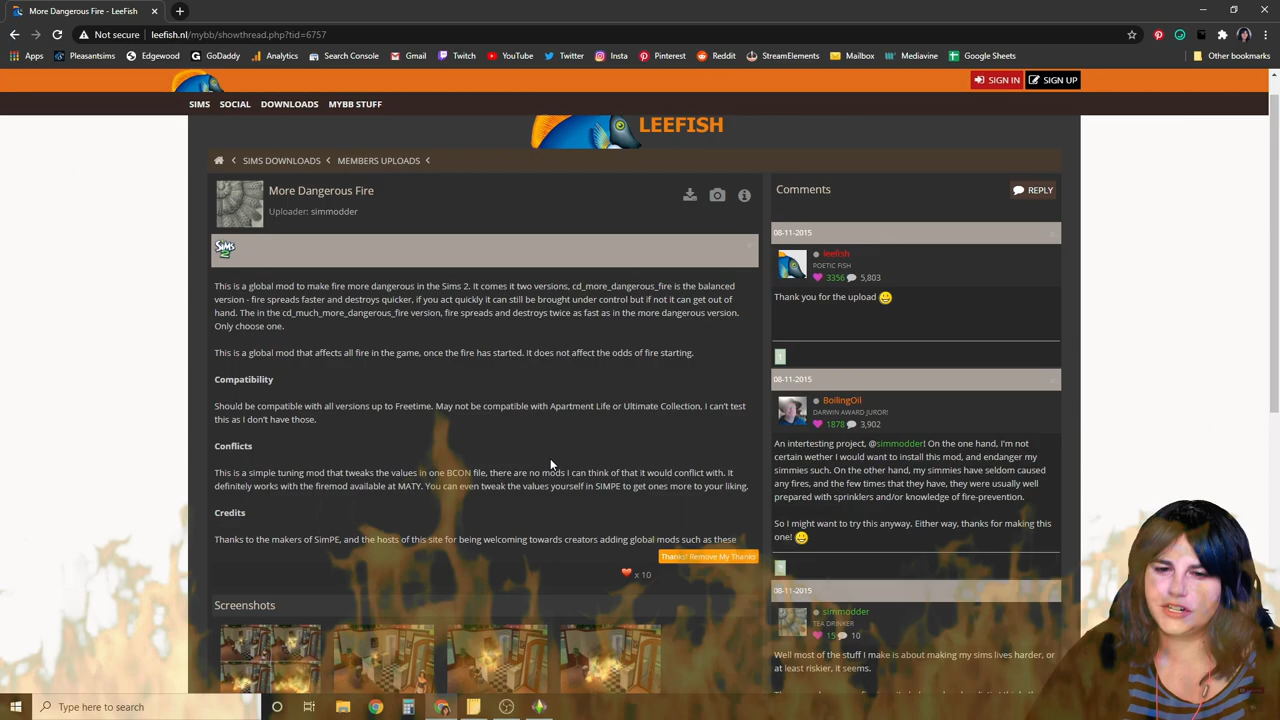 More Dangerous Fire - LeeFish
Not secure
leefish.nl/mybb/showthread.php?tid=6757
Apps Pleasantsims Edgewood GoDaddy Analytics Search Console Gmail Twitch YouTube Twitter Insta Pinterest Reddit StreamElements Mailbox Mediavine Google Sheets Other bookmarks
SIGN IN SIGN UP
SIMS SOCIAL DOWNLOADS MYBB STUFF
LEEFISH
SIMS DOWNLOADS MEMBERS UPLOADS
More Dangerous Fire
Uploader: simmodder
SIMS 2
This is a global mod to make fire more dangerous in the Sims 2. It comes it two versions, cd_more_dangerous_fire is the balanced
version - fire spreads faster and destroys quicker, if you act quickly it can still be brought under control but if not it can get out of
hand. The in the cd_much_more_dangerous_fire version, fire spreads and destroys twice as fast as in the more dangerous version.
Only choose one.
This is a global mod that affects all fire in the game, once the fire has started. It does not affect the odds of fire starting.
Compatibility
Should be compatible with all versions up to Freetime. May not be compatible with Apartment Life or Ultimate Collection, I can't test
this as I don't have those.
Conflicts
This is a simple tuning mod that tweaks the values in one BCON file, there are no mods I can think of that it would conflict with. It
definitely works with the firemod available at MATY. You can even tweak the values yourself in SIMPE to get ones more to your liking.
Credits
Thanks to the makers of SimPE, and the hosts of this site for being welcoming towards creators adding global mods such as these
Thanks! Remove My Thanks
x 10
Screenshots
Comments
REPLY
08-11-2015
leefish
POETIC FISH
3356 5,803
Thank you for the upload
1
08-11-2015
BoilingOil
DARWIN AWARD JUROR!
1878 3,902
An intertesting project, @simmodder! On the one hand, I'm not
certain wether I would want to install this mod, and endanger my
simmies such. On the other hand, my simmies have seldom caused
any fires, and the few times that they have, they were usually well
prepared with sprinklers and/or knowledge of fire-prevention.
So I might want to try this anyway. Either way, thanks for making this
one!
08-11-2015
simmodder
TEA DRINKER
15 10
Well most of the stuff I make is about making my sims lives harder, or
at least riskier, it seems.
Type here to search